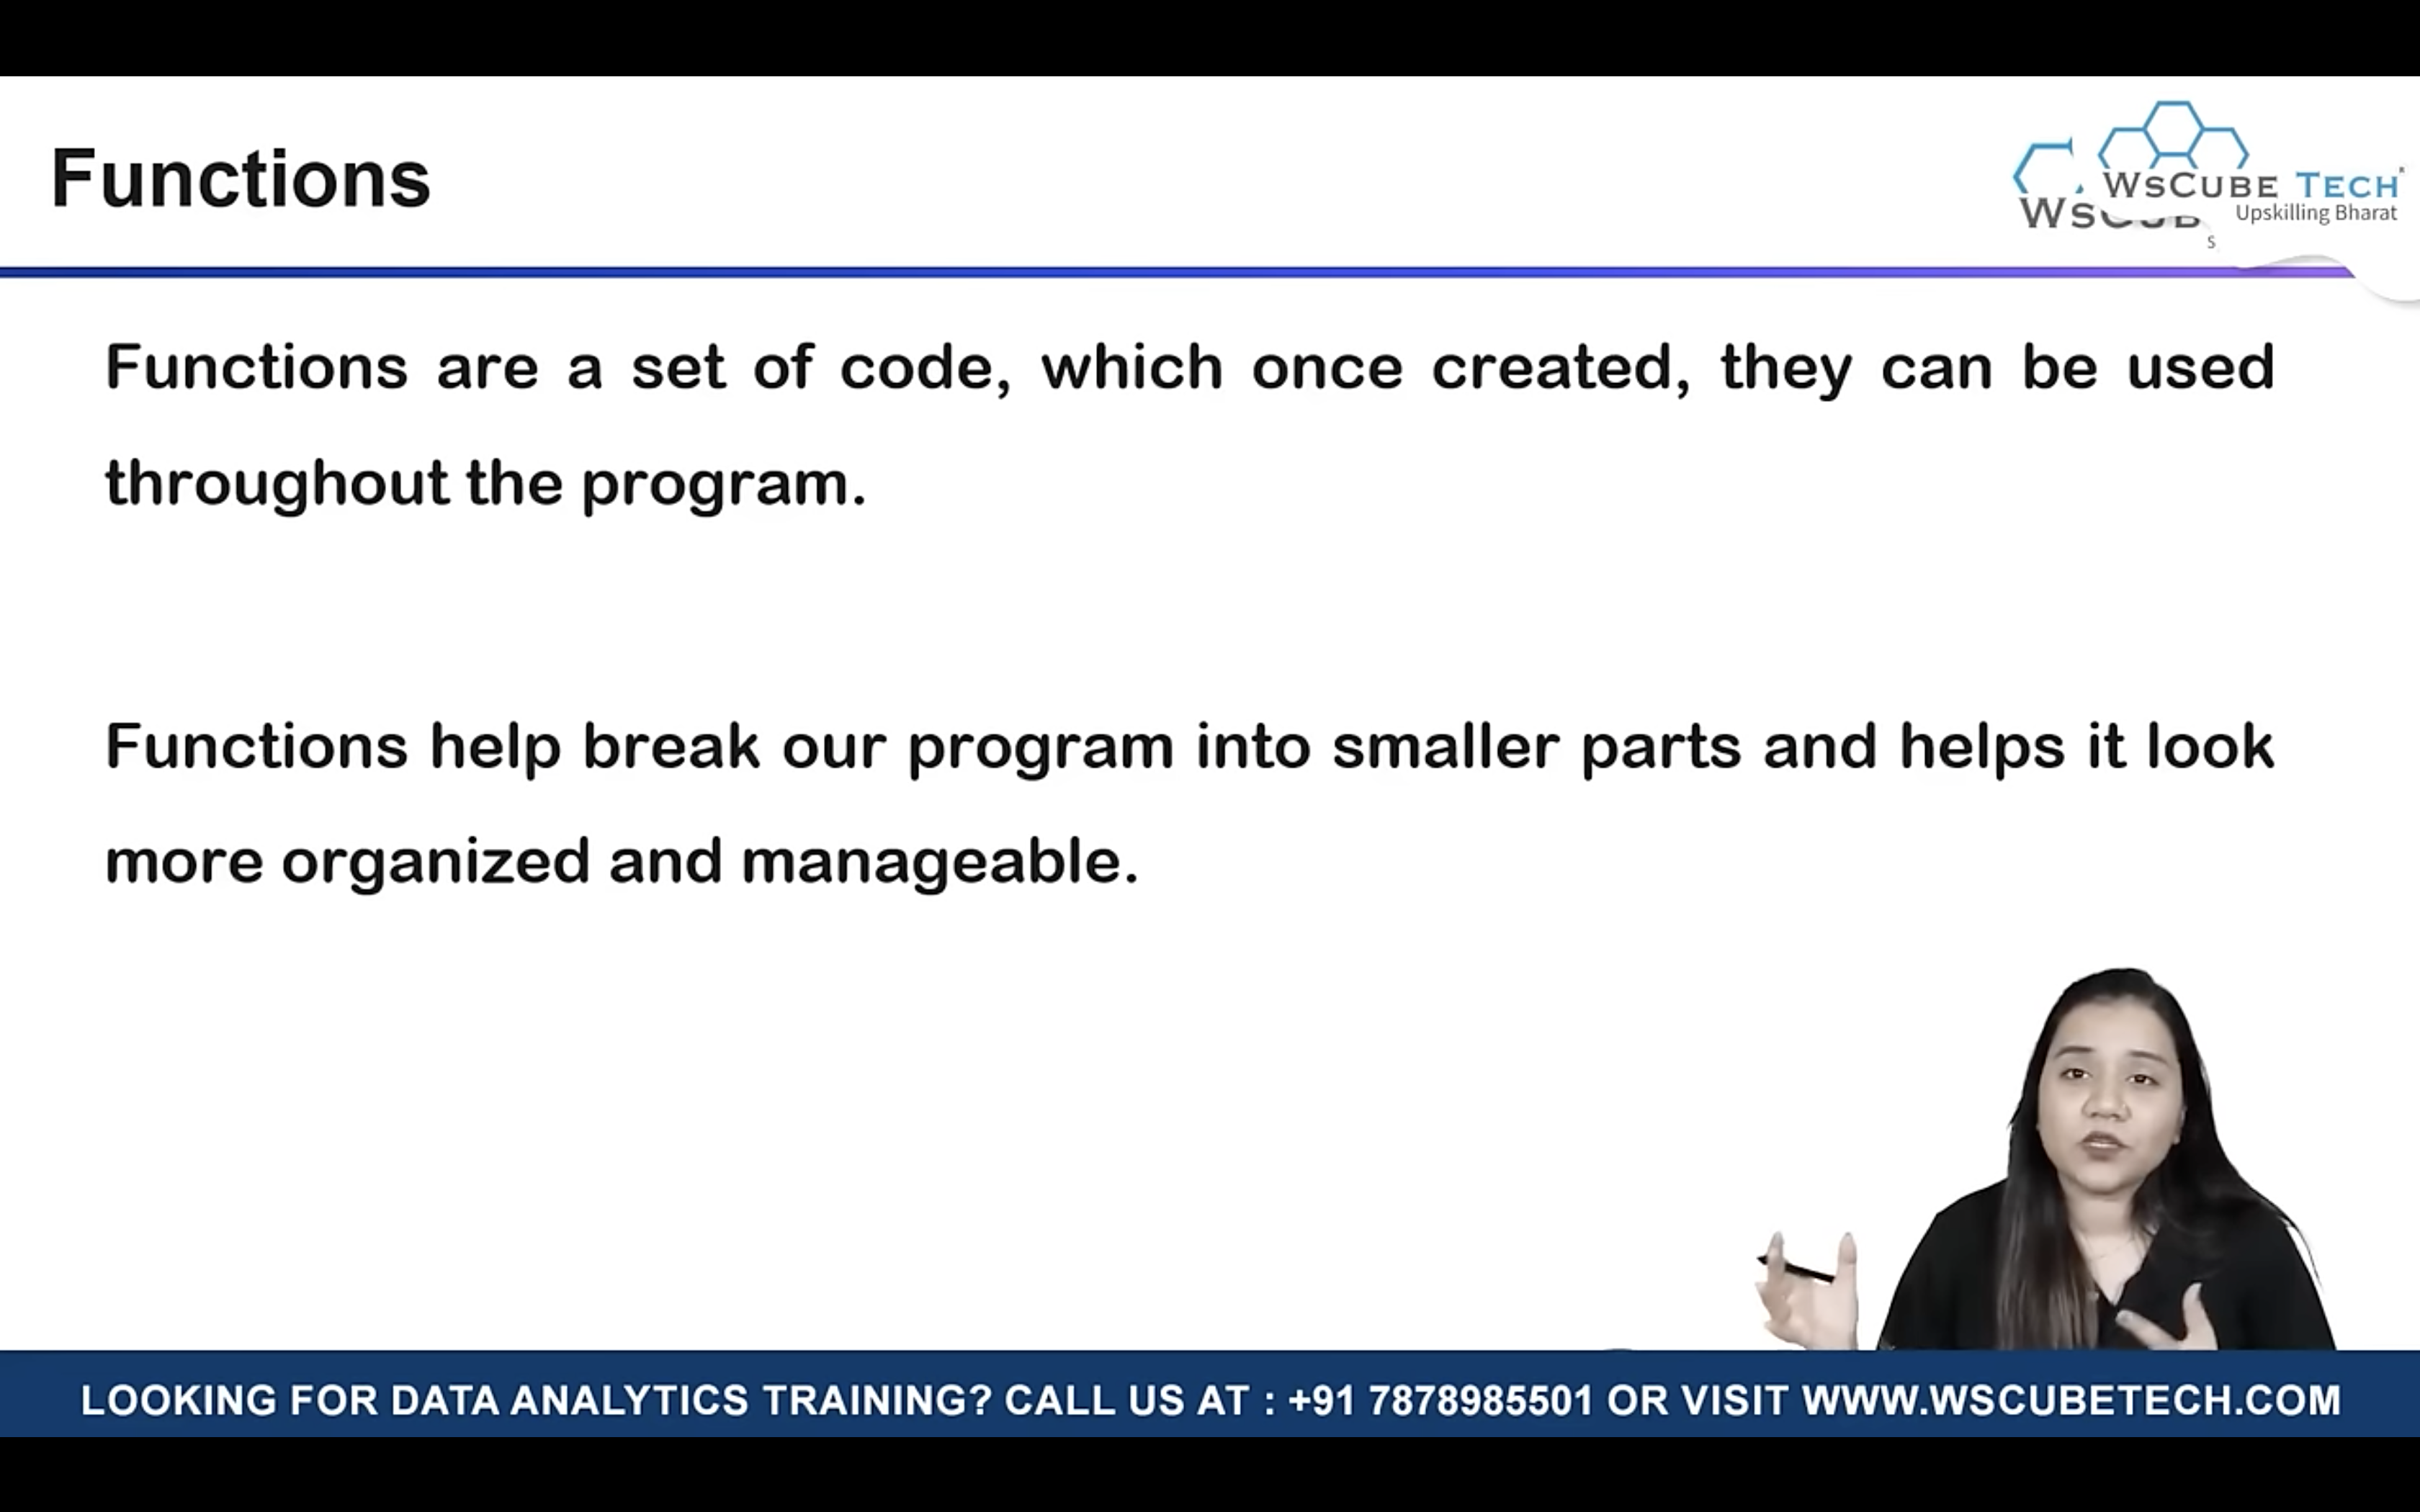 Functions
WSCUBE TECH
Upskilling Bharat
Functions are a set of code, which once created, they can be used
throughout the program.
Functions help break our program into smaller parts and helps it look
more organized and manageable.
LOOKING FOR DATA ANALYTICS TRAINING? CALL US AT : +91 7878985501 OR VISIT WWW.WSCUBETECH.COM